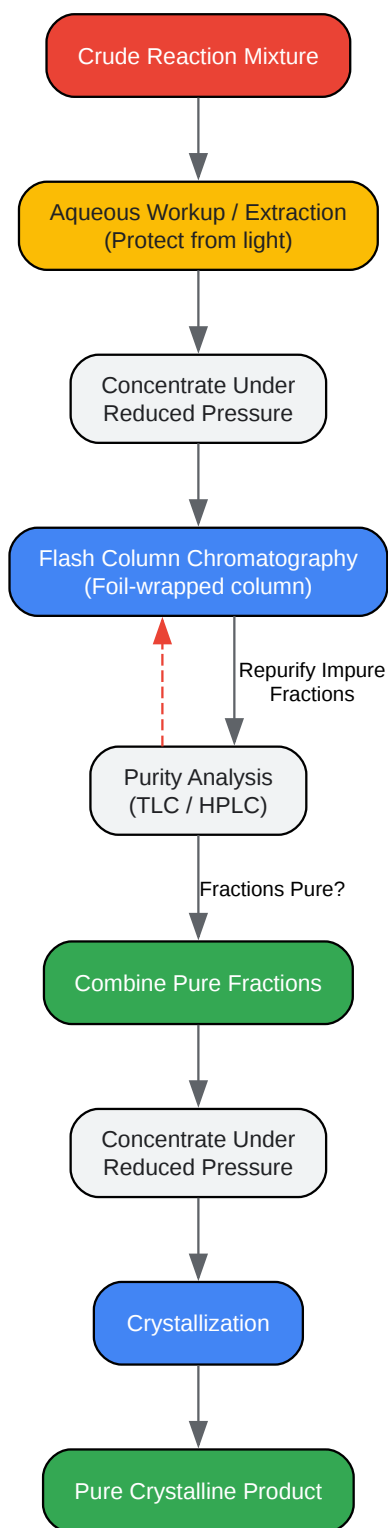 Crude Reaction Mixture
Aqueous Workup / Extraction
(Protect from light)
Concentrate Under
Reduced Pressure
Flash Column Chromatography
(Foil-wrapped column)
Repurify Impure
Fractions
Purity Analysis
(TLC / HPLC)
Fractions Pure?
Combine Pure Fractions
Concentrate Under
Reduced Pressure
Crystallization
Pure Crystalline Product